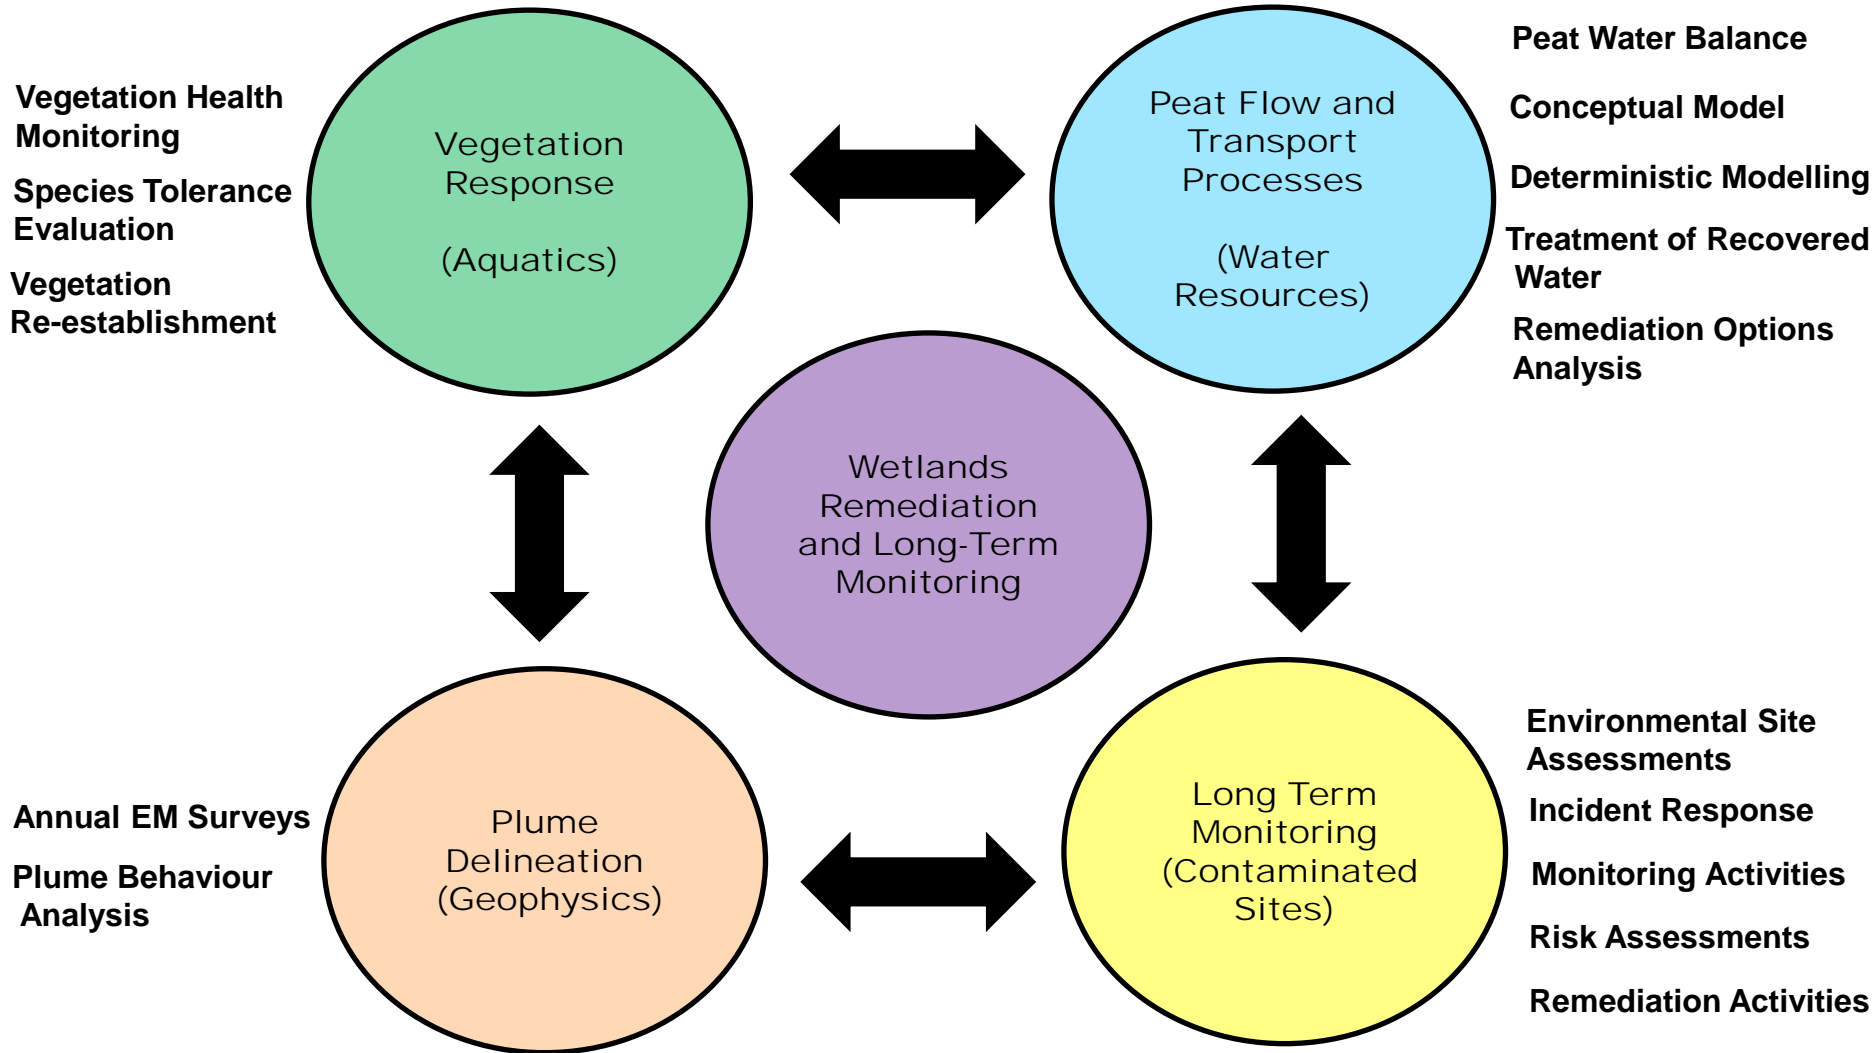 Vegetation Health
Monitoring
Species Tolerance
Evaluation
Vegetation
Re-establishment
Vegetation
Response
(Aquatics)
Peat Flow and
Transport
Processes
(Water
Resources)
Peat Water Balance
Conceptual Model
Deterministic Modelling
Treatment of Recovered
Water
Remediation Options
Analysis
Wetlands
Remediation
and Long-Term
Monitoring
Annual EM Surveys
Plume Behaviour
Analysis
Plume
Delineation
(Geophysics)
Long Term
Monitoring
(Contaminated
Sites)
Environmental Site
Assessments
Incident Response
Monitoring Activities
Risk Assessments
Remediation Activities